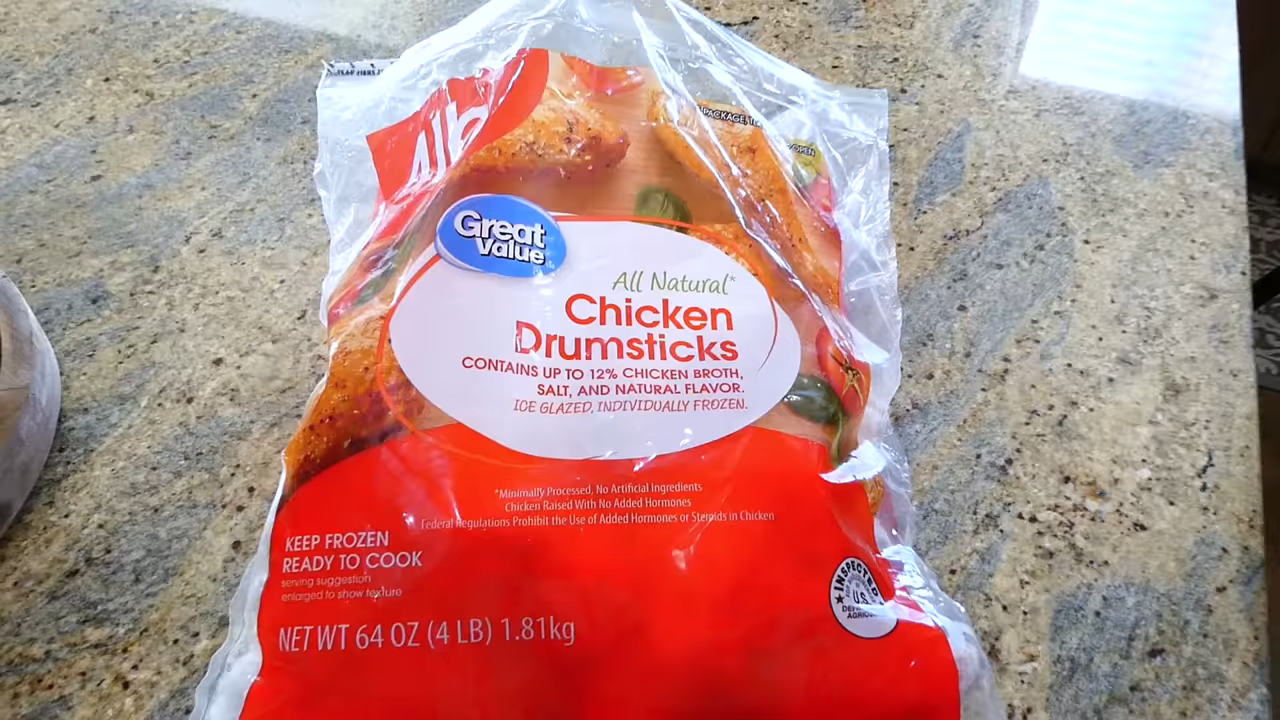 4lb
PACKAGE,
OPEN
Great
Value
All Natural*
Chicken
Drumsticks
CONTAINS UP TO 12% CHICKEN BROTH,
SALT, AND NATURAL FLAVOR.
ICE GLAZED, INDIVIDUALLY FROZEN.
*Minimally Processed, No Artificial Ingredients
Chicken Raised With No Added Hormones
Federal Regulations Prohibit the Use of Added Hormones or Steroids in Chicken
KEEP FROZEN
READY TO COOK
serving suggestion
enlarged to show texture
INSPECTED
U.S.
NET WT 64 OZ (4 LB) 1.81kg